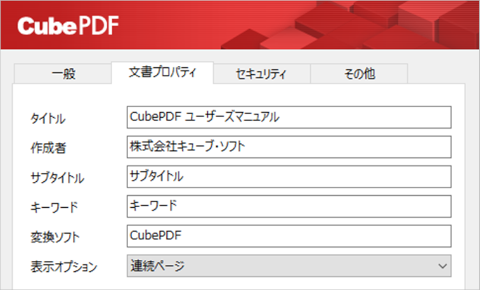 CubePDF
一般 文書プロパティ セキュリティ その他
タイトル CubePDF ユーザーズマニュアル
作成者 株式会社キューブ・ソフト
サブタイトル サブタイトル
キーワード キーワード
変換ソフト CubePDF
表示オプション 連続ページ